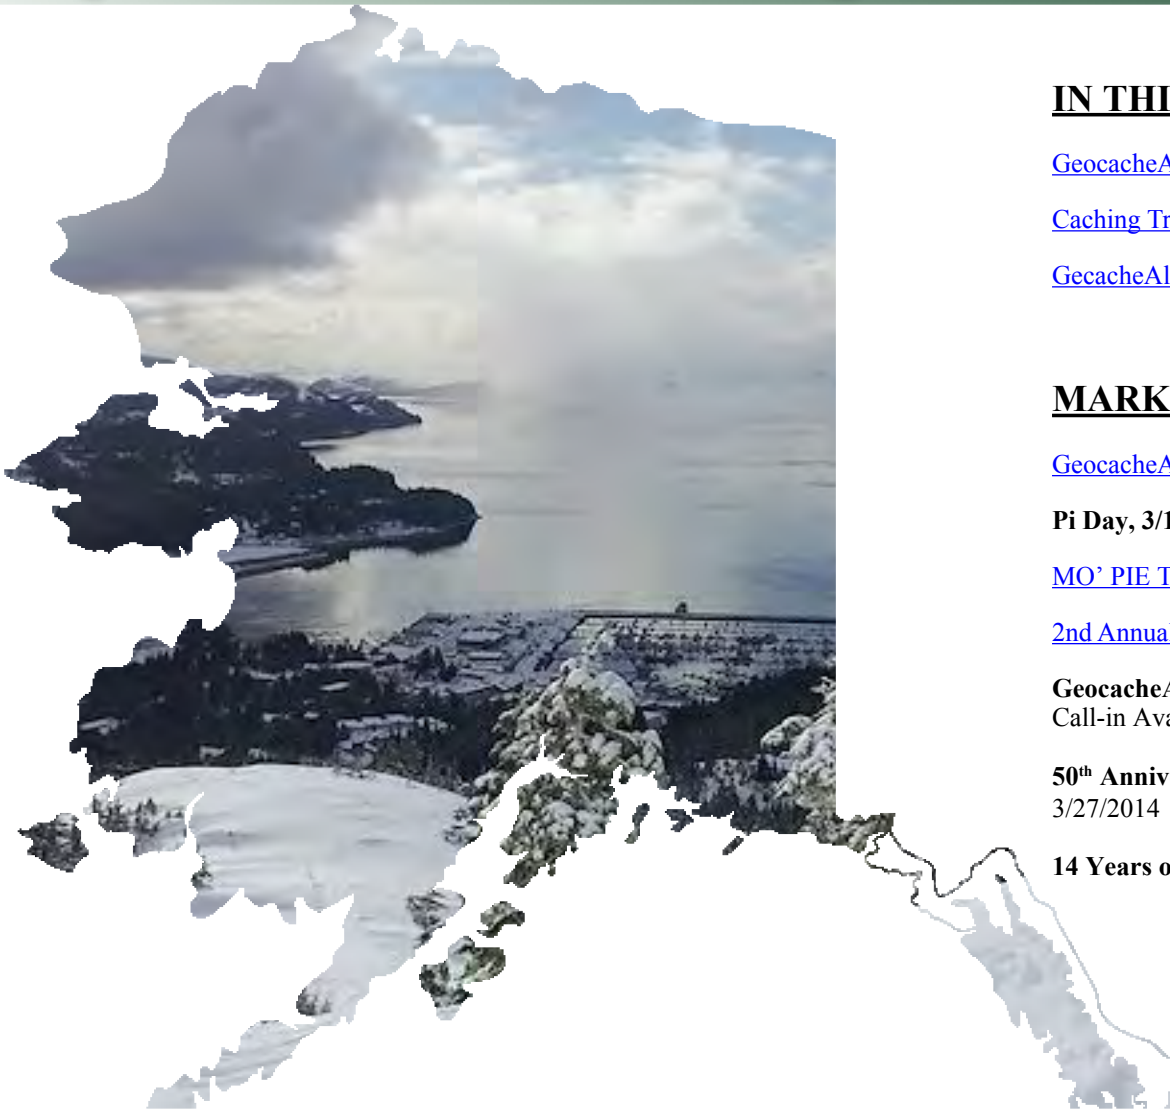 IN THI
GeocacheA
Caching Tr
GecacheAl
MARK
GeocacheA
Pi Day, 3/1
MO' PIE T
2nd Annual
GeocacheA
Call-in Ava
50th Anniv
3/27/2014
14 Years o